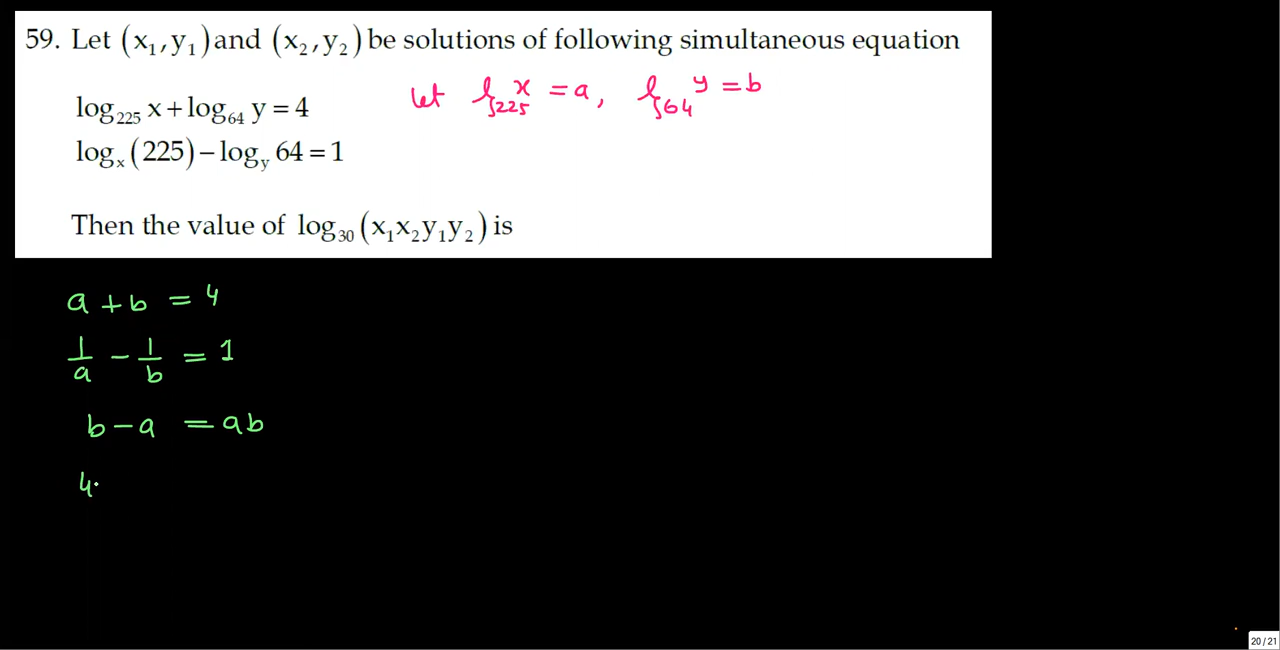 59. Let (x₁,y₁) and (x₂,y₂) be solutions of following simultaneous equation
let log₂₂₅ x = a, log₆₄ y = b
log₂₂₅ x + log₆₄ y = 4
logₓ(225) − log_y 64 = 1
Then the value of log₃₀(x₁x₂y₁y₂) is
a + b = 4
1/a − 1/b = 1
b − a = ab
4
20 / 21